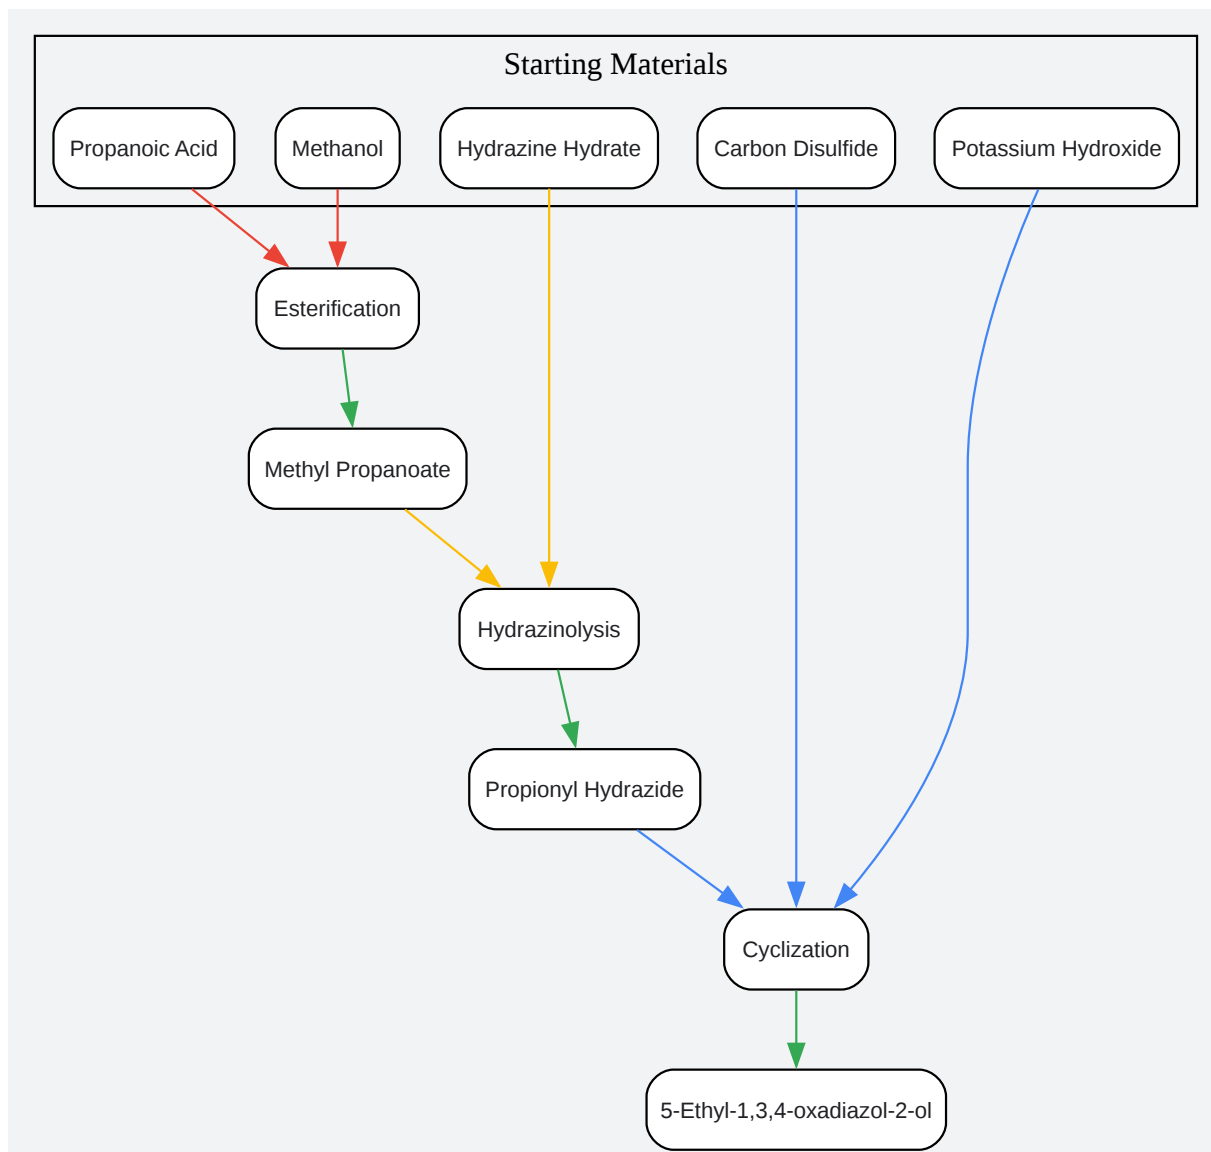 Starting Materials
Propanoic Acid
Methanol
Hydrazine Hydrate
Carbon Disulfide
Potassium Hydroxide
Esterification
Methyl Propanoate
Hydrazinolysis
Propionyl Hydrazide
Cyclization
5-Ethyl-1,3,4-oxadiazol-2-ol